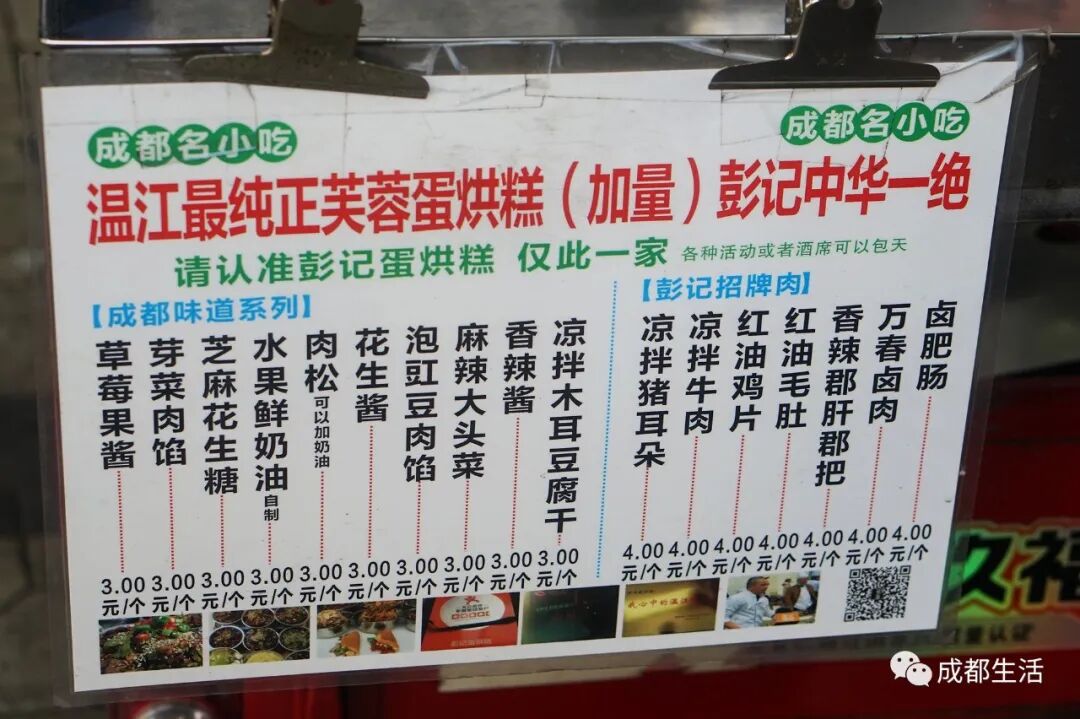 成都名小吃
成都名小吃
温江最纯正芙蓉蛋烘糕（加量）彭记中华一绝
请认准彭记蛋烘糕 仅此一家 各种活动或者酒席可以包天
【成都味道系列】
草莓果酱 3.00元/个
芽菜肉馅 3.00元/个
芝麻花生糖 3.00元/个
水果鲜奶油自制 3.00元/个
肉松可以加奶油 3.00元/个
花生酱 3.00元/个
泡豇豆肉馅 3.00元/个
麻辣大头菜 3.00元/个
香辣酱 3.00元/个
凉拌木耳豆腐干 3.00元/个
【彭记招牌肉】
凉拌猪耳朵 4.00元/个
凉拌牛肉 4.00元/个
红油鸡片 4.00元/个
红油毛肚 4.00元/个
香辣郡肝郡把 4.00元/个
万春卤肉 4.00元/个
卤肥肠 4.00元/个
我心中的温江
久福
量认证
成都生活